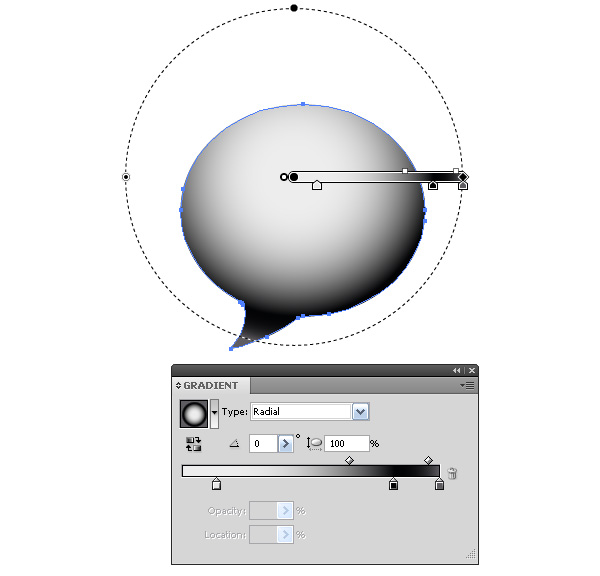 GRADIENT
Type: Radial
0 ° 100 %
Opacity: %
Location: %